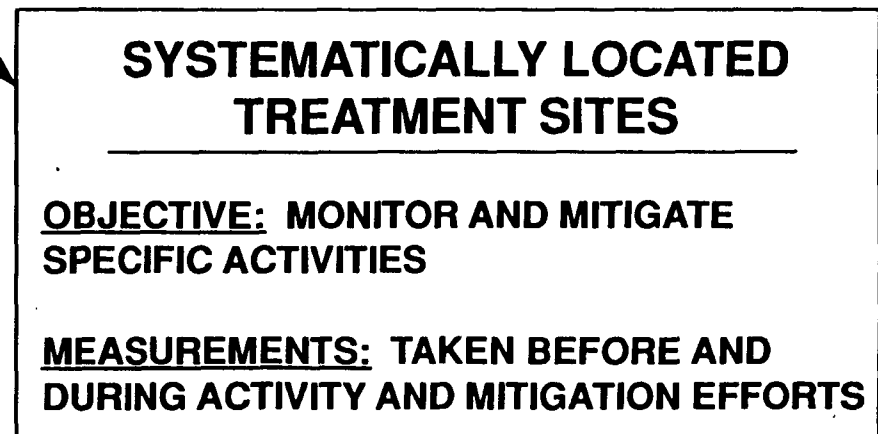 SYSTEMATICALLY LOCATED
TREATMENT SITES
OBJECTIVE: MONITOR AND MITIGATE
SPECIFIC ACTIVITIES
MEASUREMENTS: TAKEN BEFORE AND
DURING ACTIVITY AND MITIGATION EFFORTS